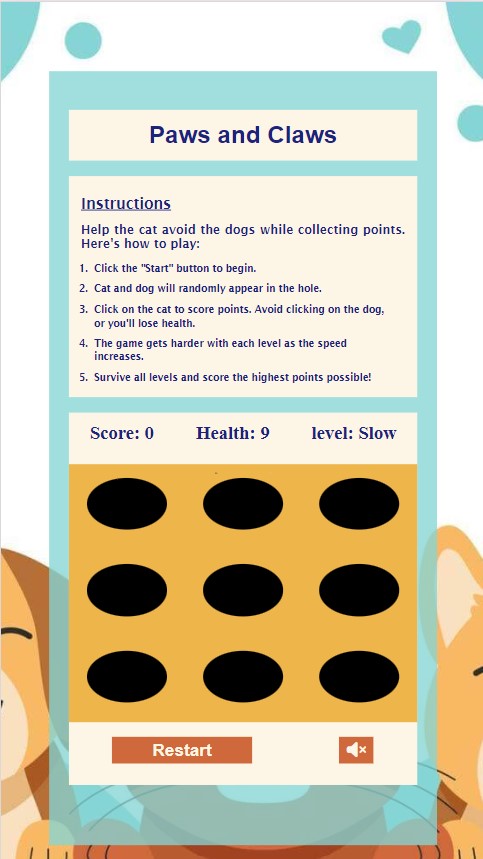 Paws and Claws
Instructions
Help the cat avoid the dogs while collecting points.
Here's how to play:
1. Click the "Start" button to begin.
2. Cat and dog will randomly appear in the hole.
3. Click on the cat to score points. Avoid clicking on the dog,
or you'll lose health.
4. The game gets harder with each level as the speed
increases.
5. Survive all levels and score the highest points possible!
Score: 0 Health: 9 level: Slow
Restart